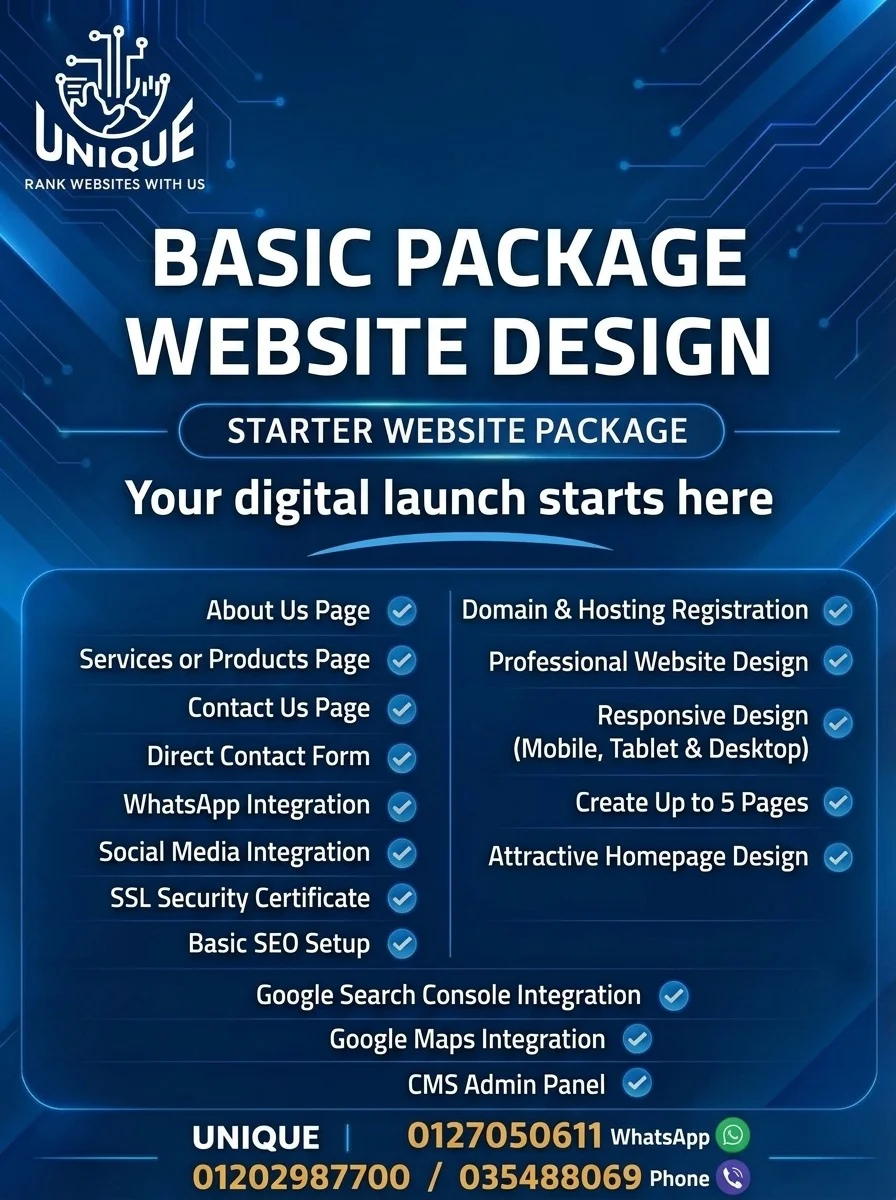 UNIQUE
RANK WEBSITES WITH US
BASIC PACKAGE
WEBSITE DESIGN
STARTER WEBSITE PACKAGE
Your digital launch starts here
About Us Page
Services or Products Page
Contact Us Page
Direct Contact Form
WhatsApp Integration
Social Media Integration
SSL Security Certificate
Basic SEO Setup
Domain & Hosting Registration
Professional Website Design
Responsive Design
(Mobile, Tablet & Desktop)
Create Up to 5 Pages
Attractive Homepage Design
Google Search Console Integration
Google Maps Integration
CMS Admin Panel
UNIQUE | 0127050611 WhatsApp
01202987700 / 035488069 Phone